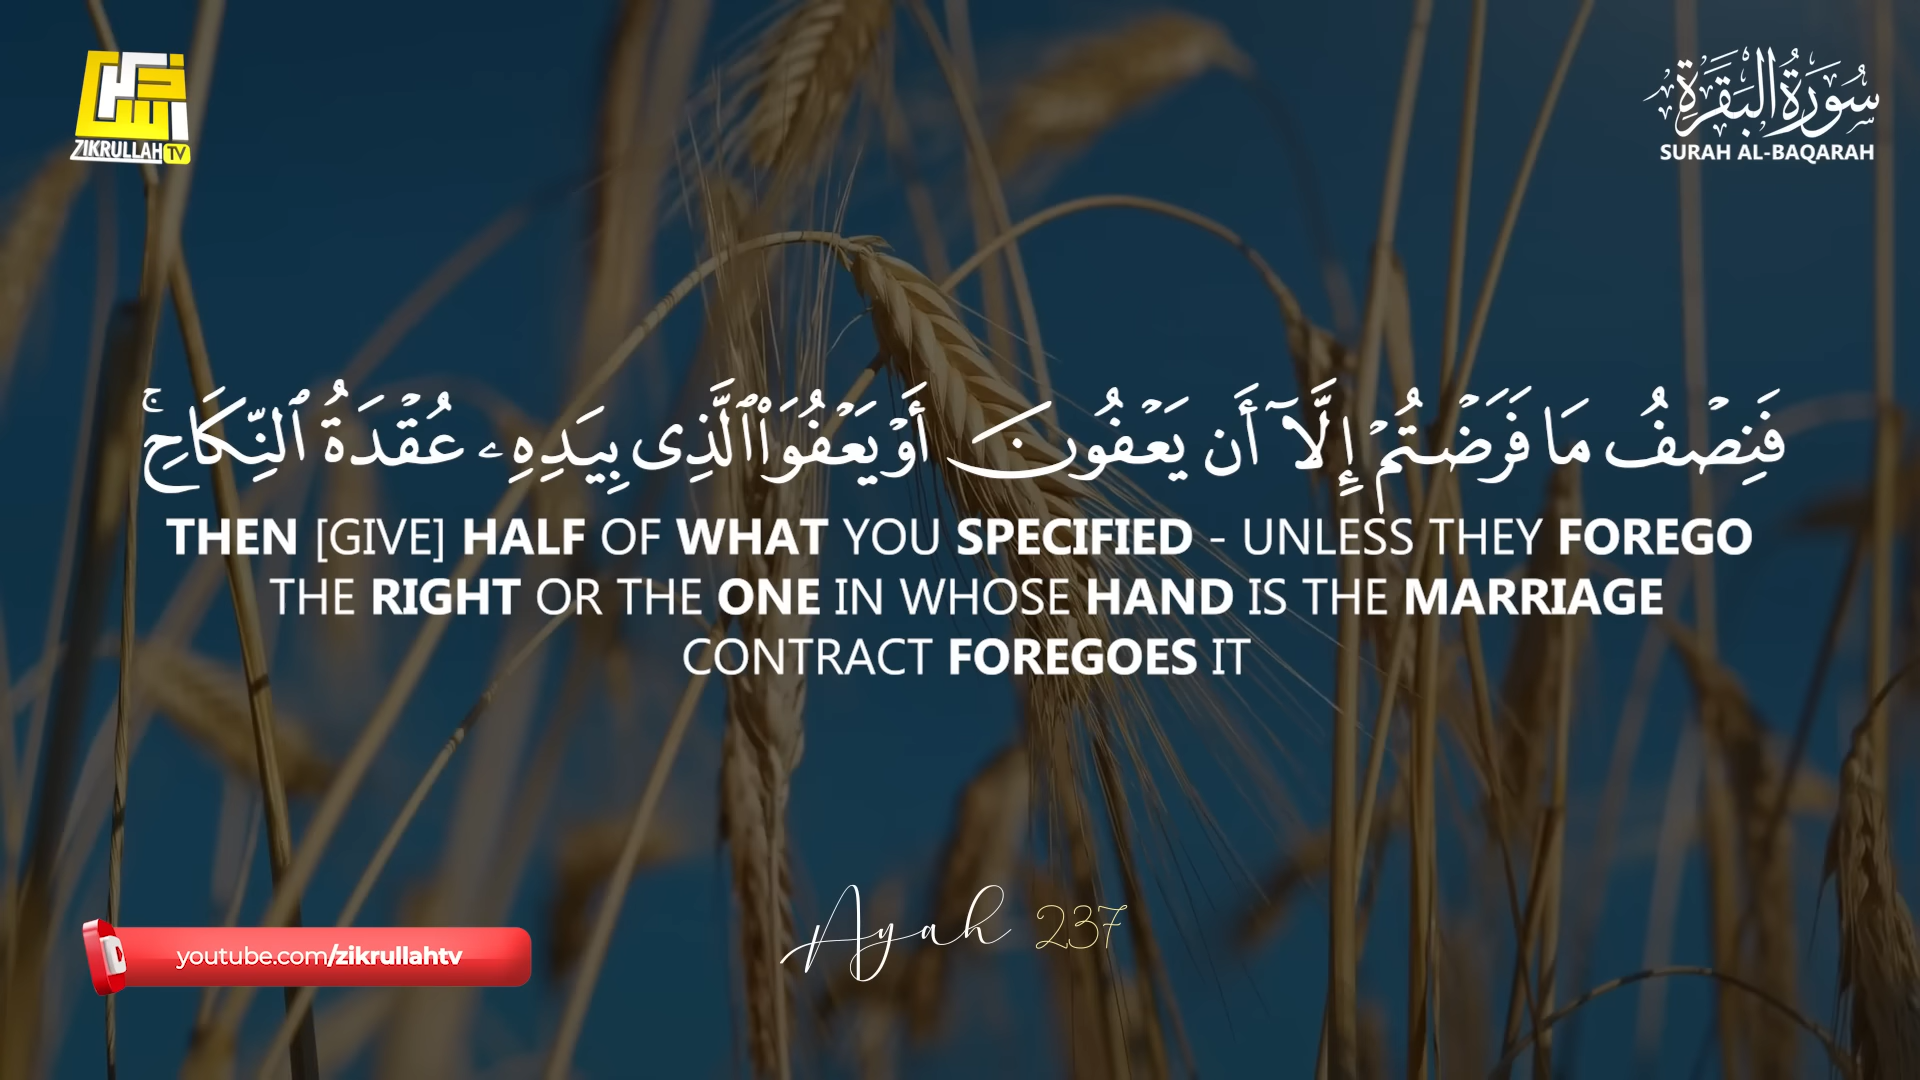 ZIKRULLAH TV
سُورَةُ البَقَرَةِ
SURAH AL-BAQARAH
فَنِصْفُ مَا فَرَضْتُمْ إِلَّآ أَن يَعْفُونَ أَوْ يَعْفُوَا۟ ٱلَّذِى بِيَدِهِۦ عُقْدَةُ ٱلنِّكَاحِ ۚ
THEN [GIVE] HALF OF WHAT YOU SPECIFIED - UNLESS THEY FOREGO
THE RIGHT OR THE ONE IN WHOSE HAND IS THE MARRIAGE
CONTRACT FOREGOES IT
Ayah 237
youtube.com/zikrullahtv